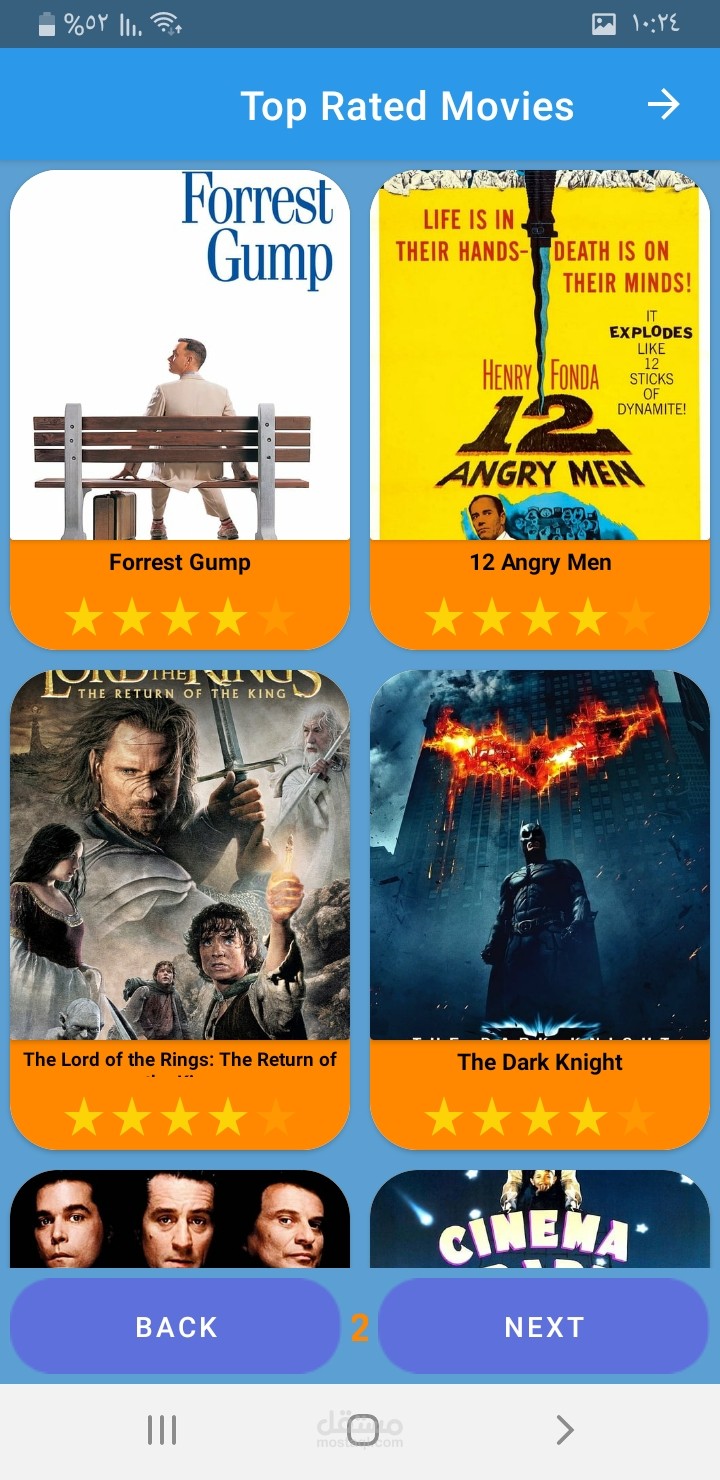 %٥٢
١٠:٢٤
Top Rated Movies
Forrest
Gump
LIFE IS IN
THEIR HANDS- DEATH IS ON
THEIR MINDS!
IT
EXPLODES
LIKE
12
STICKS
OF
DYNAMITE!
HENRY FONDA
12
ANGRY MEN
Forrest Gump
12 Angry Men
LORD OF THE RINGS
THE RETURN OF THE KING
THE DARK KNIGHT
The Lord of the Rings: The Return of
The Dark Knight
CINEMA
BACK
2
NEXT
مستقل
mostaql.com